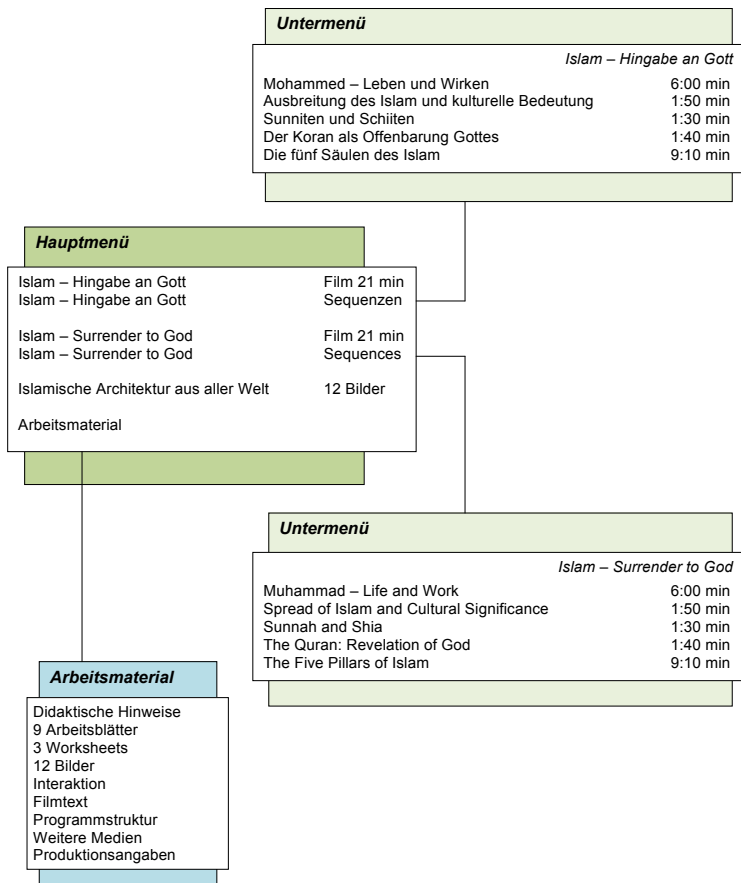 Untermenü
Islam – Hingabe an Gott
Mohammed – Leben und Wirken 6:00 min
Ausbreitung des Islam und kulturelle Bedeutung 1:50 min
Sunniten und Schiiten 1:30 min
Der Koran als Offenbarung Gottes 1:40 min
Die fünf Säulen des Islam 9:10 min
Hauptmenü
Islam – Hingabe an Gott Film 21 min
Islam – Hingabe an Gott Sequenzen
Islam – Surrender to God Film 21 min
Islam – Surrender to God Sequences
Islamische Architektur aus aller Welt 12 Bilder
Arbeitsmaterial
Untermenü
Islam – Surrender to God
Muhammad – Life and Work 6:00 min
Spread of Islam and Cultural Significance 1:50 min
Sunnah and Shia 1:30 min
The Quran: Revelation of God 1:40 min
The Five Pillars of Islam 9:10 min
Arbeitsmaterial
Didaktische Hinweise
9 Arbeitsblätter
3 Worksheets
12 Bilder
Interaktion
Filmtext
Programmstruktur
Weitere Medien
Produktionsangaben